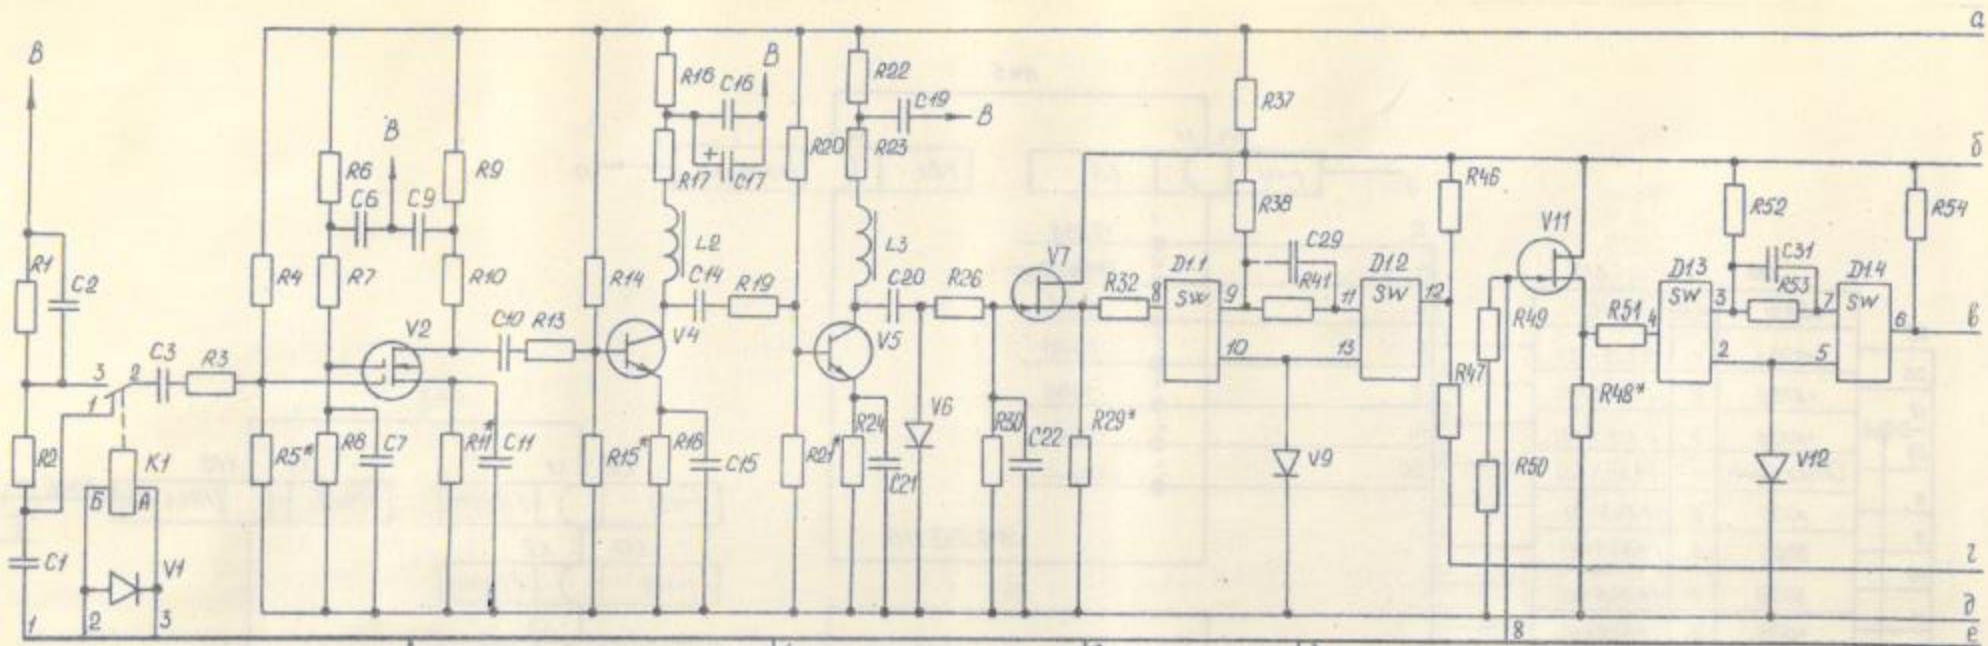 а
В
R16
C16
В
R22
C19
В
R37
R6
В
R9
R17
C17
R20
R23
б
C6
C9
R38
R46
R52
R54
R1
C2
R4
R7
R10
R14
L2
L3
V7
C29
V11
C31
C14
R19
C20
R26
R32
D1.1
SW
8
9
R41
11
D1.2
SW
12
D1.3
SW
3
R53
7
D1.4
SW
6
в
V2
C10
R13
V4
V5
10
13
R49
R51
4
2
5
3
2
C3
R3
1
R47
R48*
R2
K1
Б
А
R5*
R8
C7
R11*
C11
R15*
R18
C15
R21*
R24
C21
V6
R30
C22
R29*
V9
R50
V12
C1
V1
г
1
2
3
д
8
е